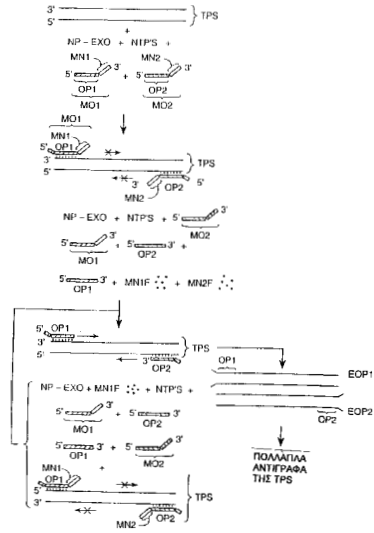 3'
5'
TPS
+
NP – EXO + NTP'S +
MN1 3' MN2 3'
5' + 5'
OP1 OP2
MO1 MO2
MO1
MN1 3'
5' OP1
3'
5'
TPS
3' OP2 5'
MN2
NP – EXO + NTP'S + 5' 3'
MO2
5' 3' + 5' 3' +
MO1 OP2
5' 3' + MN1F + MN2F
OP1
5' OP1
3'
TPS
OP2
OP1
EOP1
EOP2
OP2
NP – EXO + MN1F + NTP'S +
5' 3' + 5' 3'
MO1 OP2
5' 3' + 5' 3'
OP1 MO2
+
MN1 OP1
5'
3'
TPS
MN2 OP2
ΠΟΛΛΑΠΛΑ
ΑΝΤΙΓΡΑΦΑ
ΤΗΣ TPS